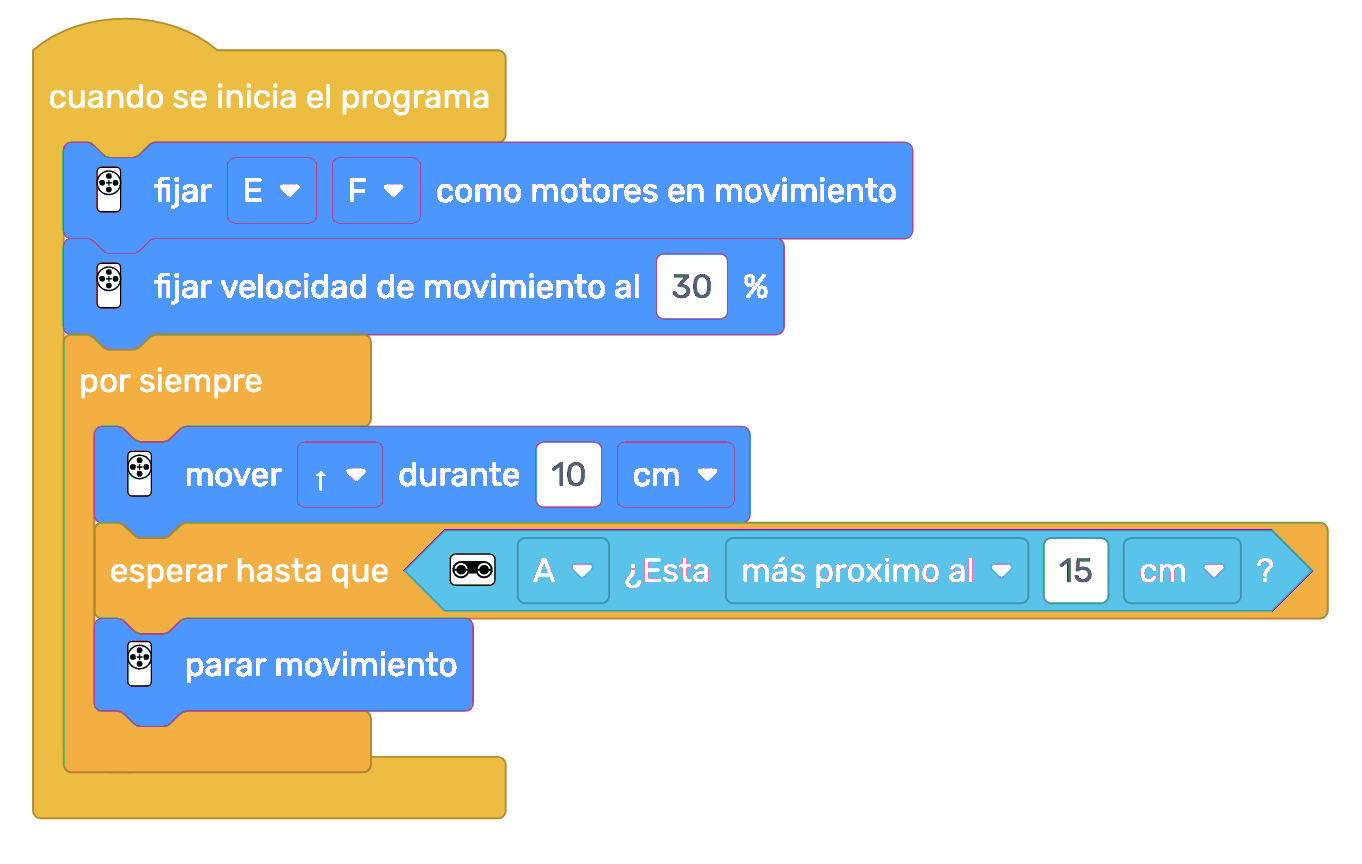 cuando se inicia el programa
fijar E F como motores en movimiento
fijar velocidad de movimiento al 30 %
por siempre
mover ↑ durante 10 cm
esperar hasta que A ¿Esta más proximo al 15 cm ?
parar movimiento